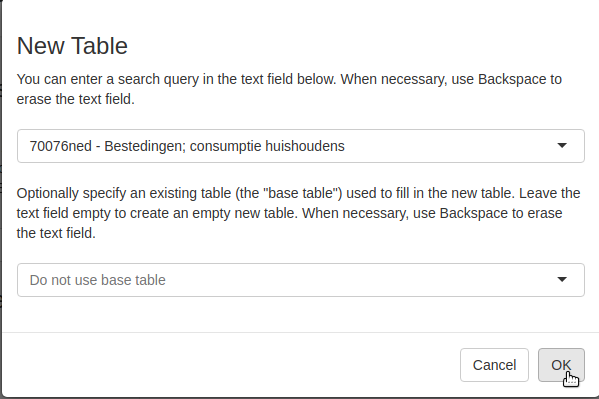 New Table
You can enter a search query in the text field below. When necessary, use Backspace to
erase the text field.
70076ned - Bestedingen; consumptie huishoudens
Optionally specify an existing table (the "base table") used to fill in the new table. Leave the
text field empty to create an empty new table. When necessary, use Backspace to erase
the text field.
Do not use base table
Cancel OK